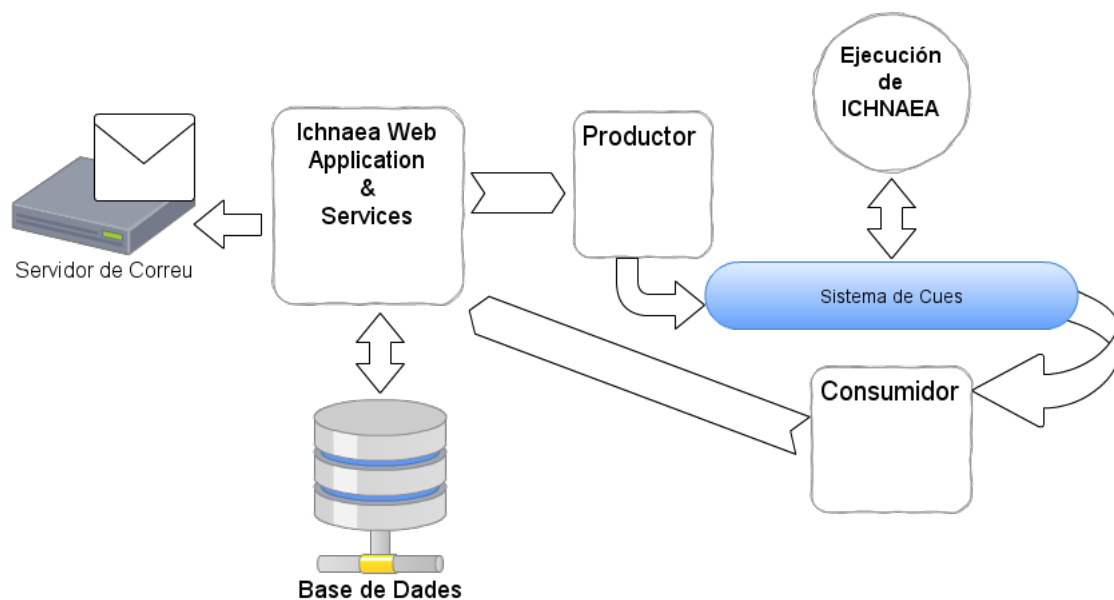 Ejecución
de
ICHNAEA
Ichnaea Web
Application
&
Services
Productor
Servidor de Correu
Sistema de Cues
Consumidor
Base de Dades